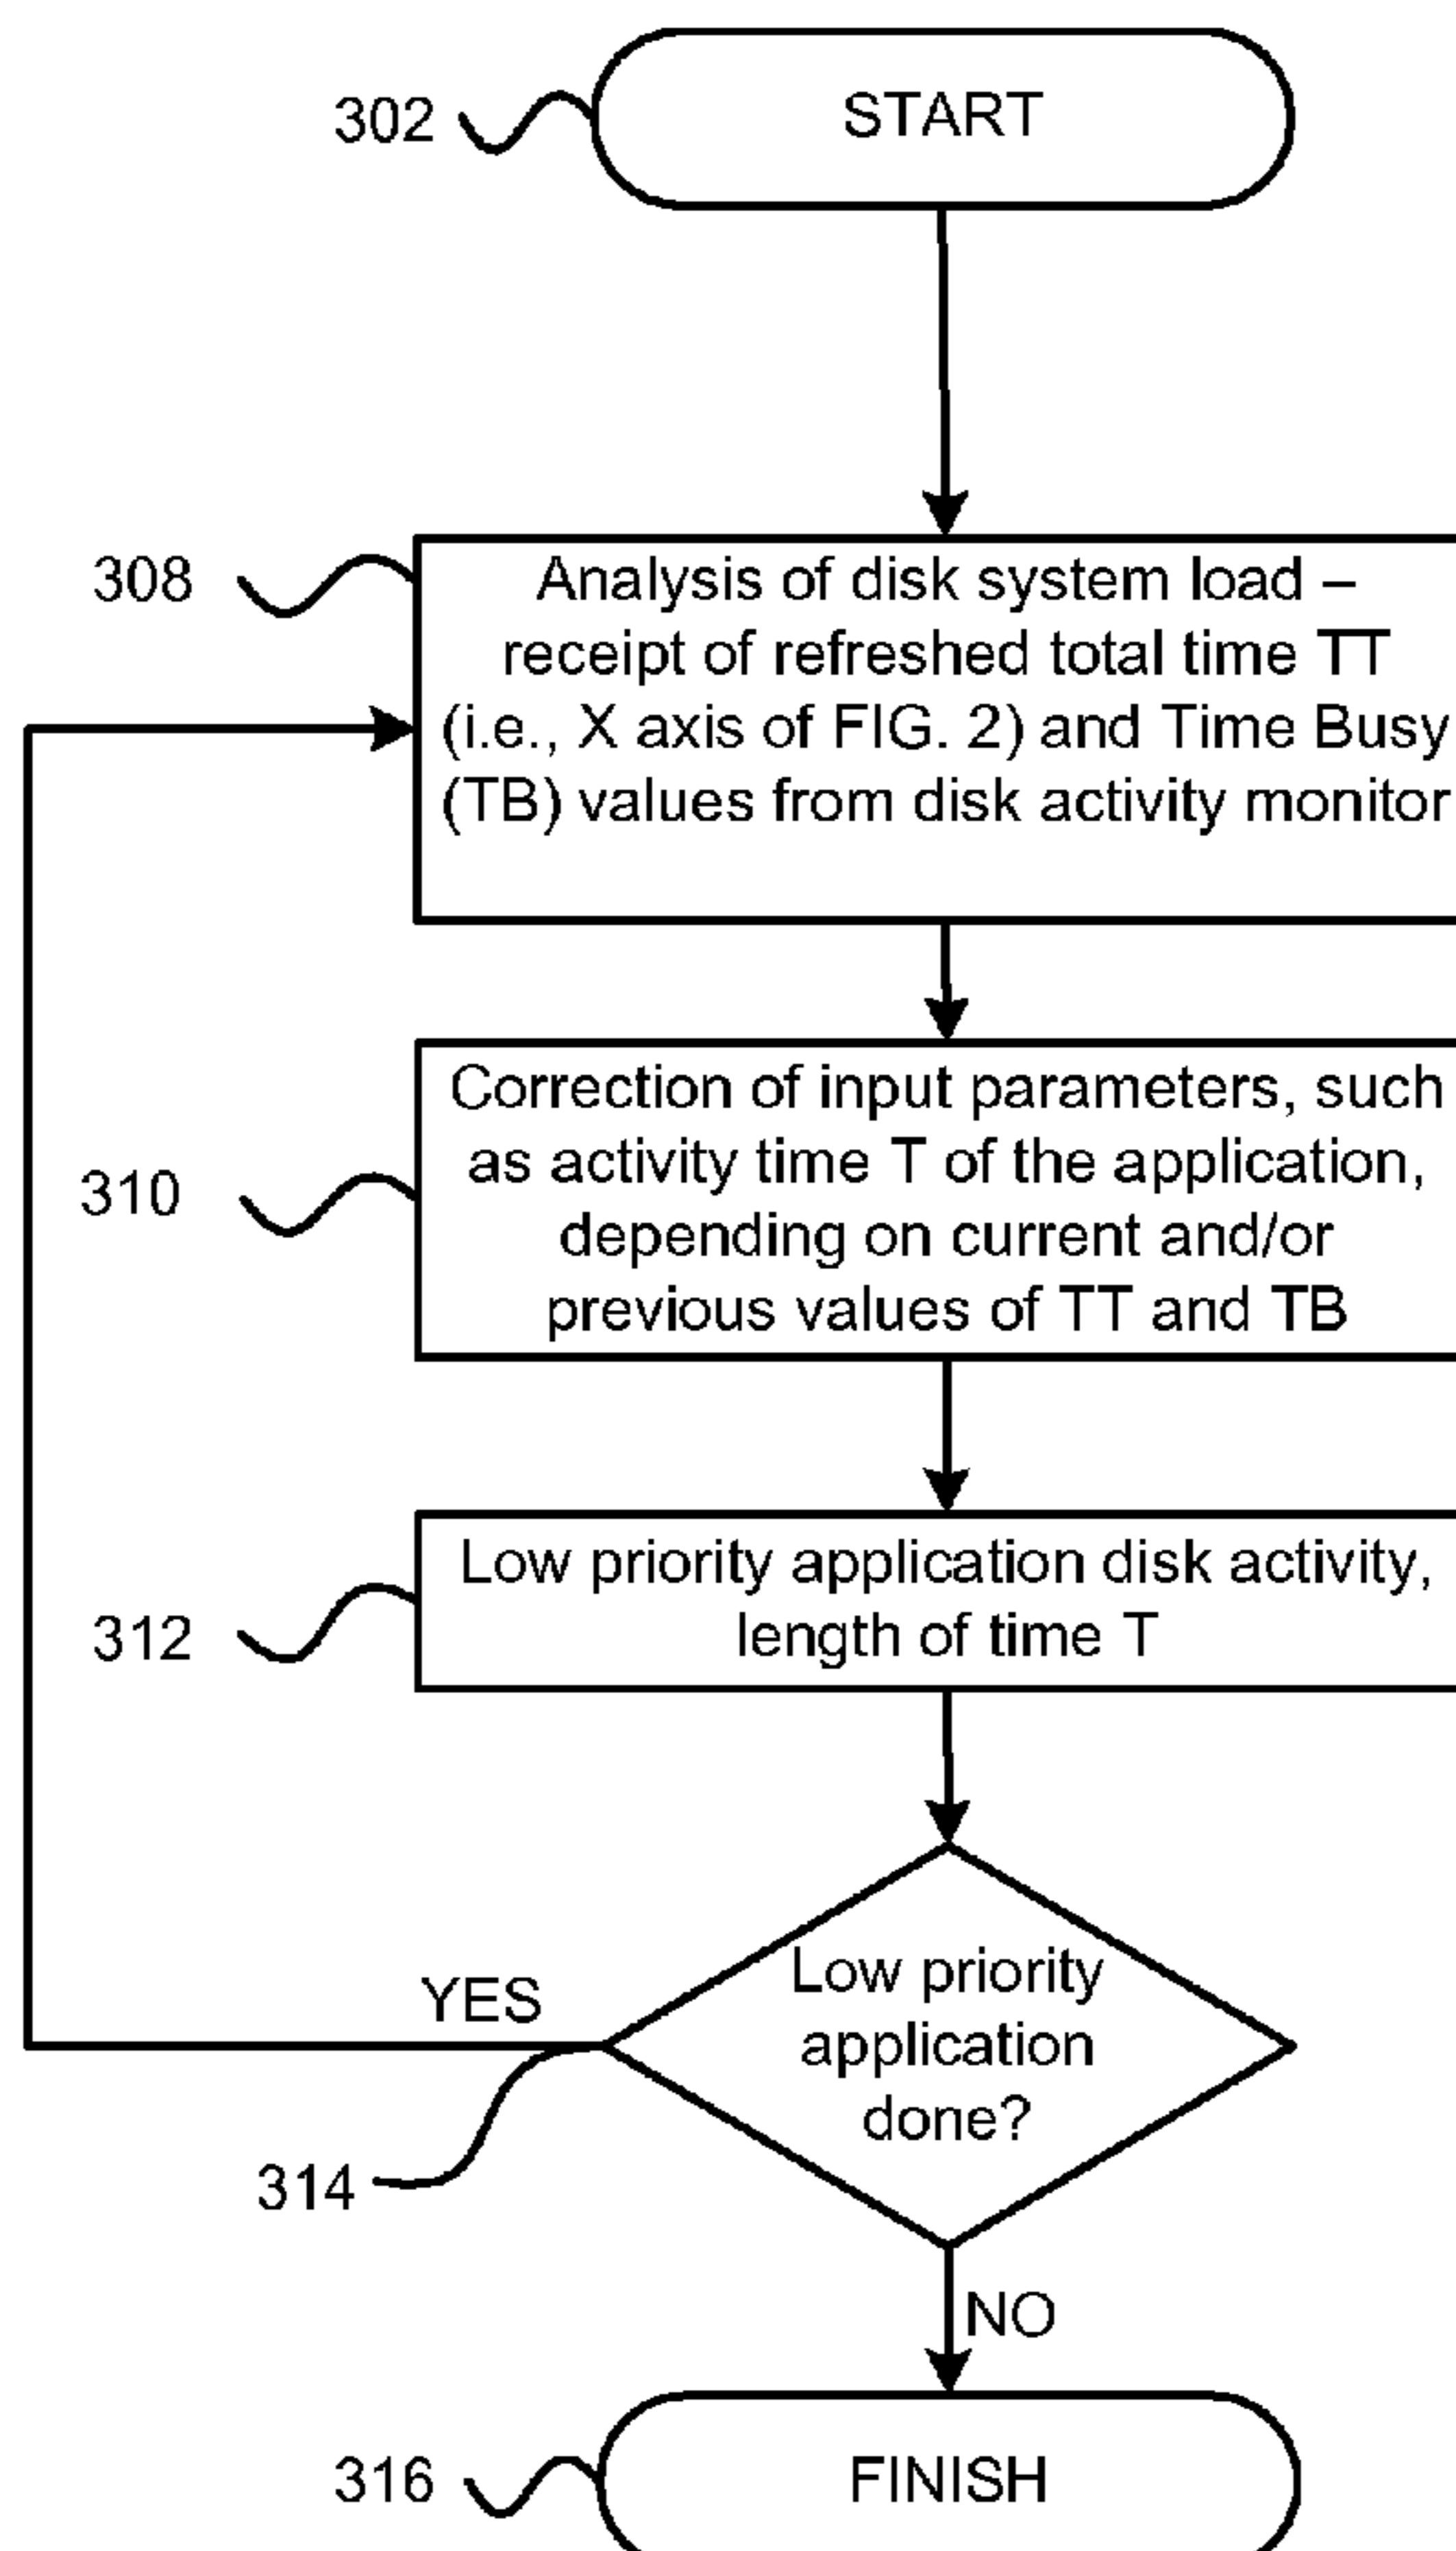 302
START
308
Analysis of disk system load –
receipt of refreshed total time TT
(i.e., X axis of FIG. 2) and Time Busy
(TB) values from disk activity monitor
310
Correction of input parameters, such
as activity time T of the application,
depending on current and/or
previous values of TT and TB
312
Low priority application disk activity,
length of time T
Low priority
application
done?
YES
314
NO
316
FINISH